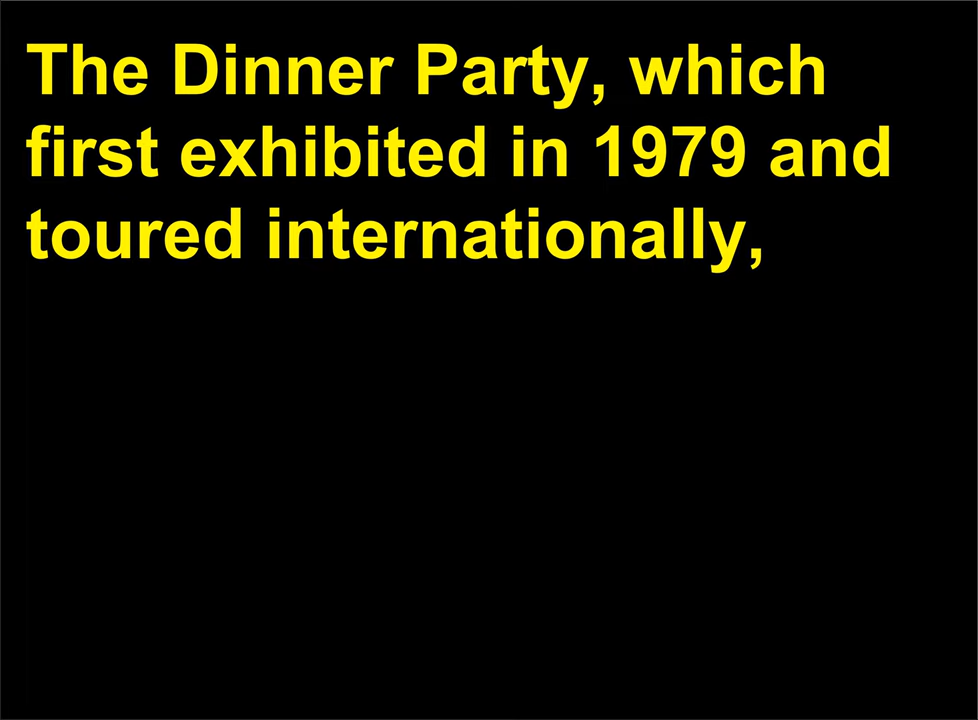 The Dinner Party, which
first exhibited in 1979 and
toured internationally,